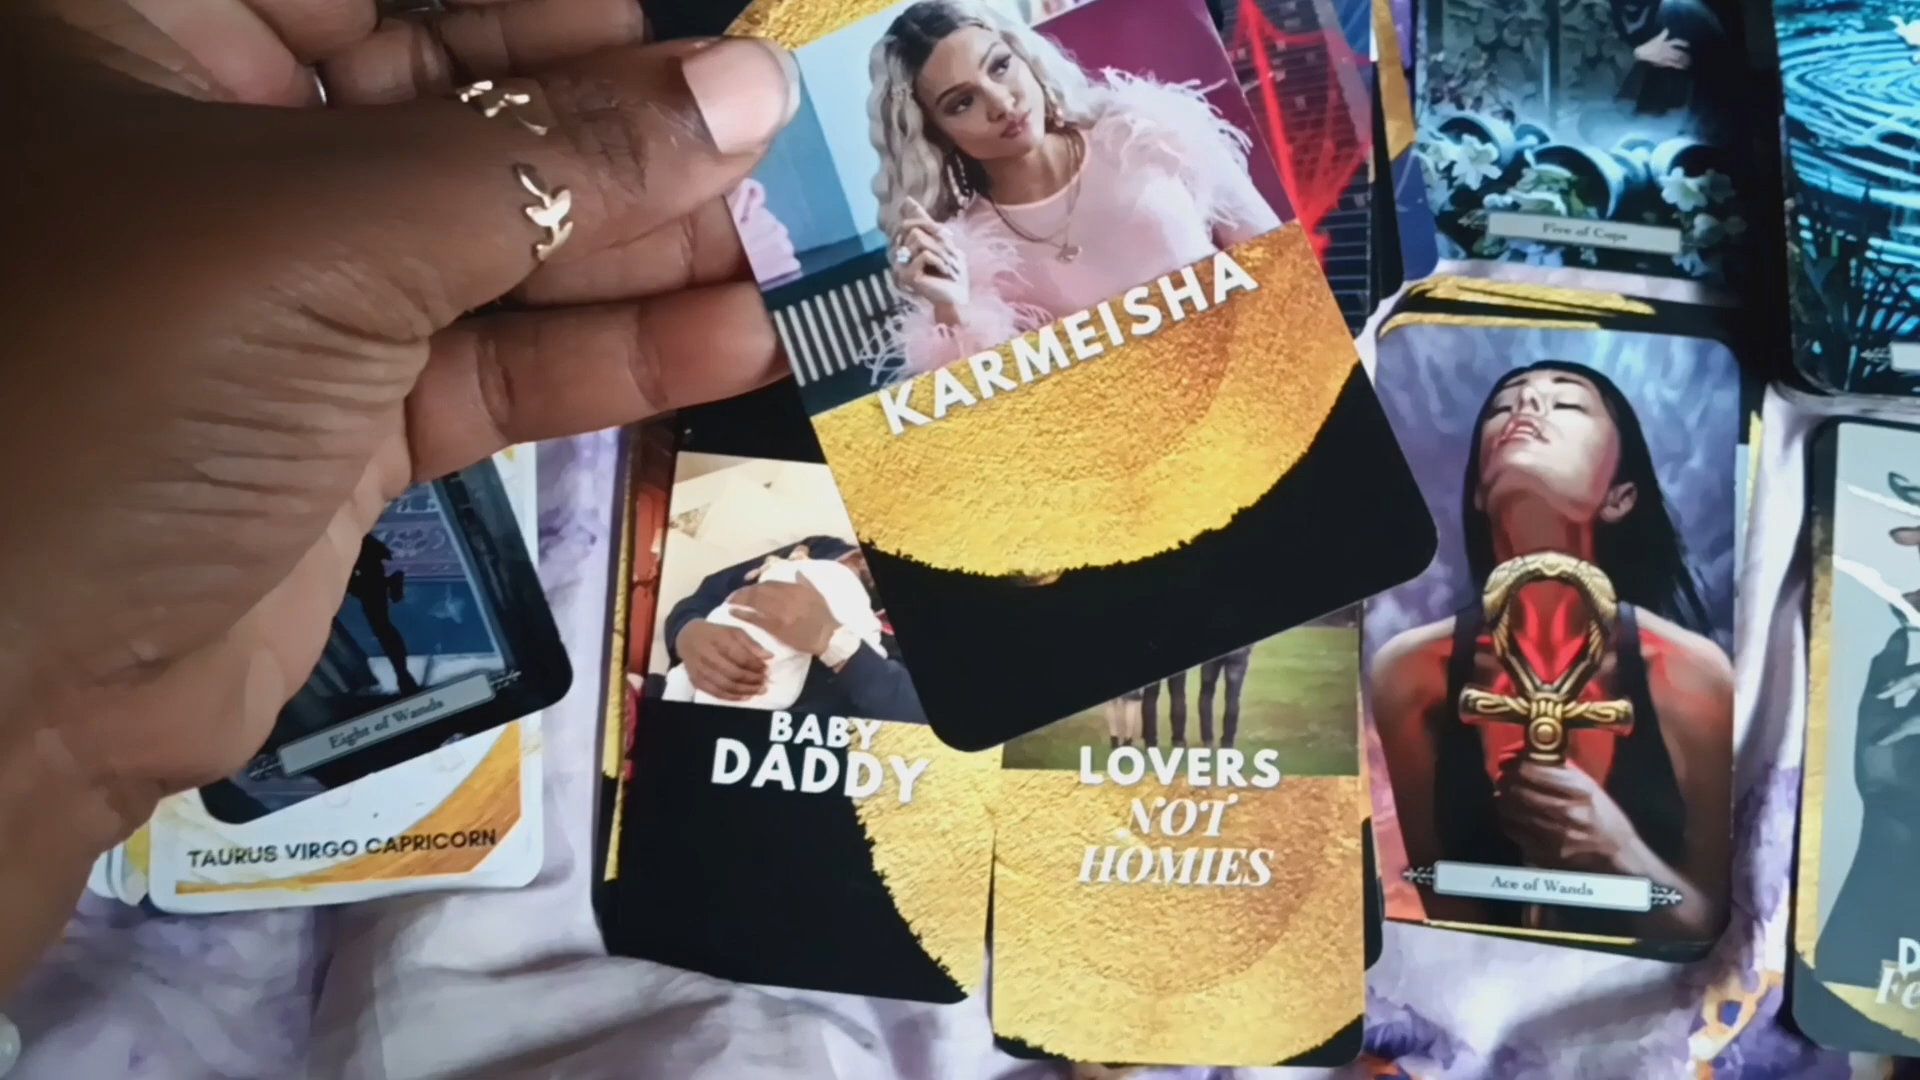 Five of Cups
KARMEISHA
Eight of Wands
BABY
DADDY
LOVERS
NOT
HOMIES
TAURUS VIRGO CAPRICORN
Ace of Wands